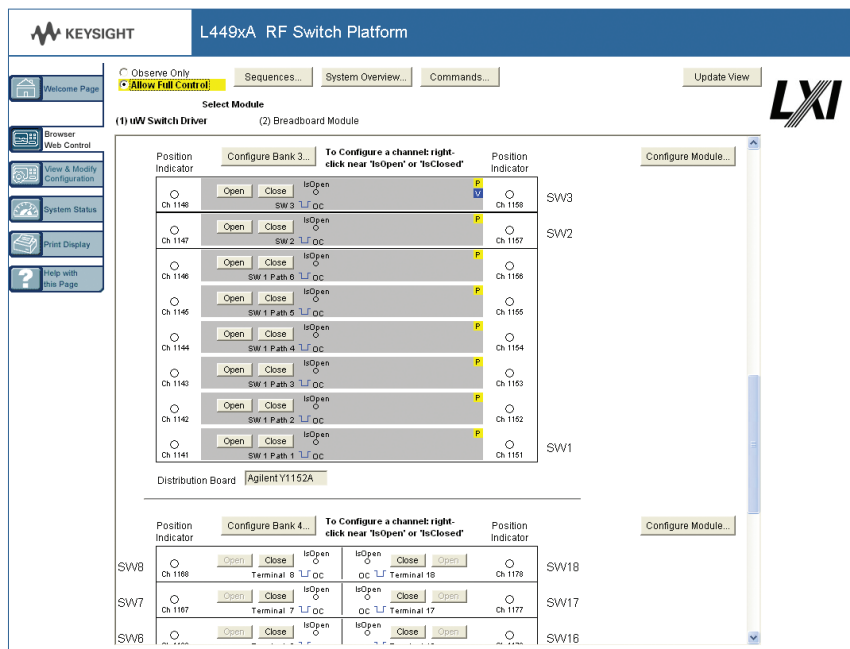 KEYSIGHT
L449xA RF Switch Platform
Observe Only
Allow Full Control
Sequences...
System Overview...
Commands...
Update View
Welcome Page
Select Module
(1) uW Switch Driver
(2) Breadboard Module
LXI
Browser
Web Control
View & Modify
Configuration
System Status
Print Display
Help with
this Page
Position
Indicator
Configure Bank 3...
To Configure a channel: right-
click near 'IsOpen' or 'IsClosed'
Position
Indicator
Configure Module...
Ch 1148 Open Close IsOpen SW 3 OC P V Ch 1158 SW3
Ch 1147 Open Close IsOpen SW 2 OC P Ch 1157 SW2
Ch 1146 Open Close IsOpen SW 1 Path 6 OC P Ch 1156
Ch 1145 Open Close IsOpen SW 1 Path 5 OC P Ch 1155
Ch 1144 Open Close IsOpen SW 1 Path 4 OC P Ch 1154
Ch 1143 Open Close IsOpen SW 1 Path 3 OC P Ch 1153
Ch 1142 Open Close IsOpen SW 1 Path 2 OC P Ch 1152
Ch 1141 Open Close IsOpen SW 1 Path 1 OC P Ch 1151 SW1
Distribution Board Agilent Y1152A
Position
Indicator
Configure Bank 4...
To Configure a channel: right-
click near 'IsOpen' or 'IsClosed'
Position
Indicator
Configure Module...
SW8 Ch 1168 Open Close IsOpen Terminal 8 OC IsOpen OC Terminal 18 Close Open Ch 1178 SW18
SW7 Ch 1167 Open Close IsOpen Terminal 7 OC IsOpen OC Terminal 17 Close Open Ch 1177 SW17
SW6 Open Close IsOpen IsOpen Close Open SW16